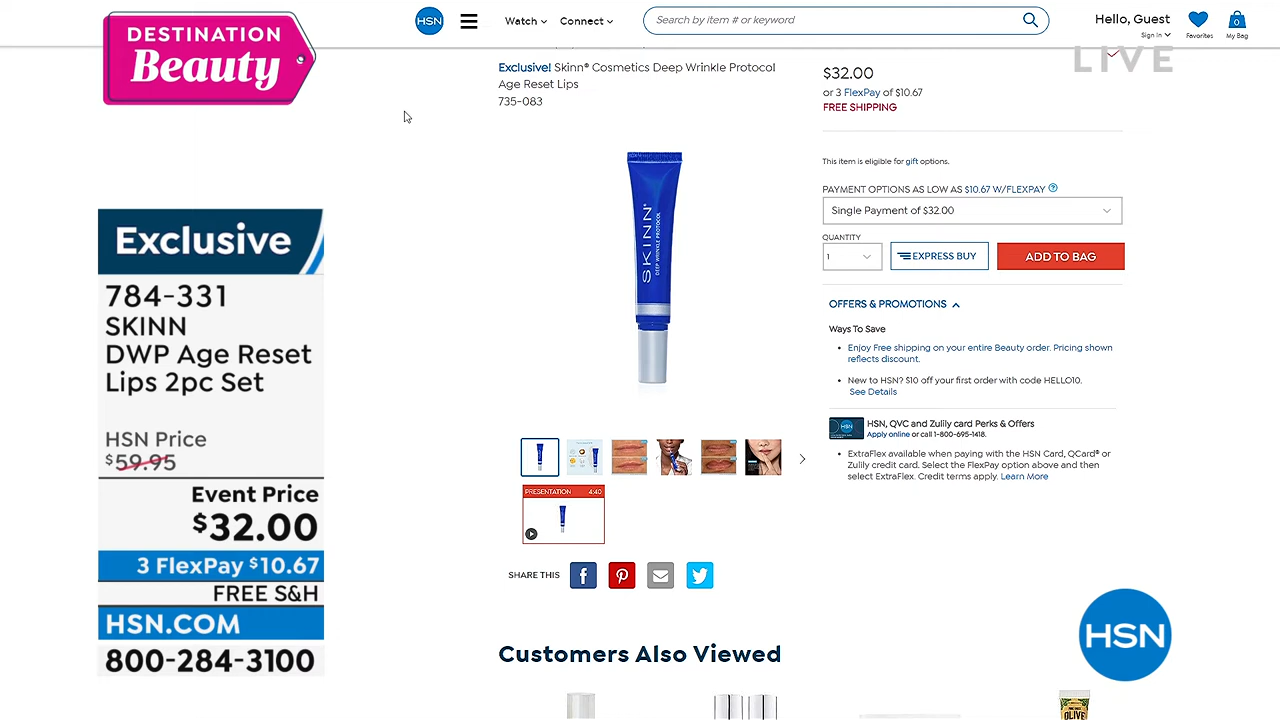 DESTINATION
Beauty
HSN
Watch
Connect
Search by item # or keyword
Hello, Guest
Sign In
Favorites
0
My Bag
LIVE
Exclusive! Skinn® Cosmetics Deep Wrinkle Protocol
Age Reset Lips
735-083
$32.00
or 3 FlexPay of $10.67
FREE SHIPPING
This item is eligible for gift options.
PAYMENT OPTIONS AS LOW AS $10.67 W/FLEXPAY ?
Single Payment of $32.00
QUANTITY
1
EXPRESS BUY
ADD TO BAG
OFFERS & PROMOTIONS
Ways To Save
• Enjoy Free shipping on your entire Beauty order. Pricing shown
reflects discount.
• New to HSN? $10 off your first order with code HELLO10.
See Details
HSN
HSN, QVC and Zulily card Perks & Offers
Apply online or call 1-800-695-1418.
• ExtraFlex available when paying with the HSN Card, QCard® or
Zulily credit card. Select the FlexPay option above and then
select ExtraFlex. Credit terms apply. Learn More
SKINN®
DEEP WRINKLE PROTOCOL
PRESENTATION 4:40
SHARE THIS
Customers Also Viewed
OLIVE
Exclusive
784-331
SKINN
DWP Age Reset
Lips 2pc Set
HSN Price
$59.95
Event Price
$32.00
3 FlexPay $10.67
FREE S&H
HSN.COM
800-284-3100
HSN